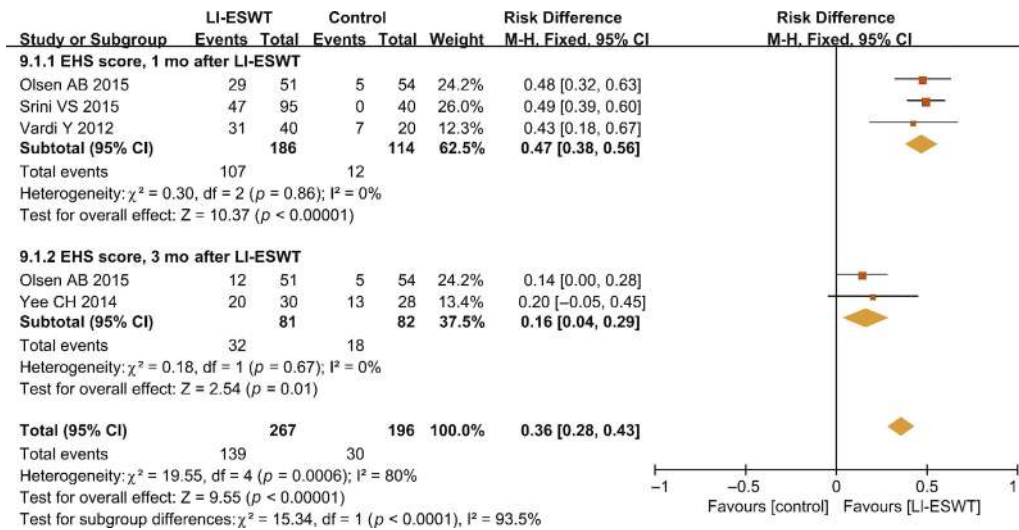 LI-ESWT Control Risk Difference Risk Difference
Study or Subgroup Events Total Events Total Weight M-H, Fixed, 95% CI M-H, Fixed, 95% CI
9.1.1 EHS score, 1 mo after LI-ESWT
Olsen AB 2015 29 51 5 54 24.2% 0.48 [0.32, 0.63]
Srini VS 2015 47 95 0 40 26.0% 0.49 [0.39, 0.60]
Vardi Y 2012 31 40 7 20 12.3% 0.43 [0.18, 0.67]
Subtotal (95% CI) 186 114 62.5% 0.47 [0.38, 0.56]
Total events 107 12
Heterogeneity: χ² = 0.30, df = 2 (p = 0.86); I² = 0%
Test for overall effect: Z = 10.37 (p < 0.00001)
9.1.2 EHS score, 3 mo after LI-ESWT
Olsen AB 2015 12 51 5 54 24.2% 0.14 [0.00, 0.28]
Yee CH 2014 20 30 13 28 13.4% 0.20 [−0.05, 0.45]
Subtotal (95% CI) 81 82 37.5% 0.16 [0.04, 0.29]
Total events 32 18
Heterogeneity: χ² = 0.18, df = 1 (p = 0.67); I² = 0%
Test for overall effect: Z = 2.54 (p = 0.01)
Total (95% CI) 267 196 100.0% 0.36 [0.28, 0.43]
Total events 139 30
Heterogeneity: χ² = 19.55, df = 4 (p = 0.0006); I² = 80%
Test for overall effect: Z = 9.55 (p < 0.00001)
Test for subgroup differences: χ² = 15.34, df = 1 (p < 0.0001), I² = 93.5%
−1 −0.5 0 0.5 1
Favours [control] Favours [LI-ESWT]